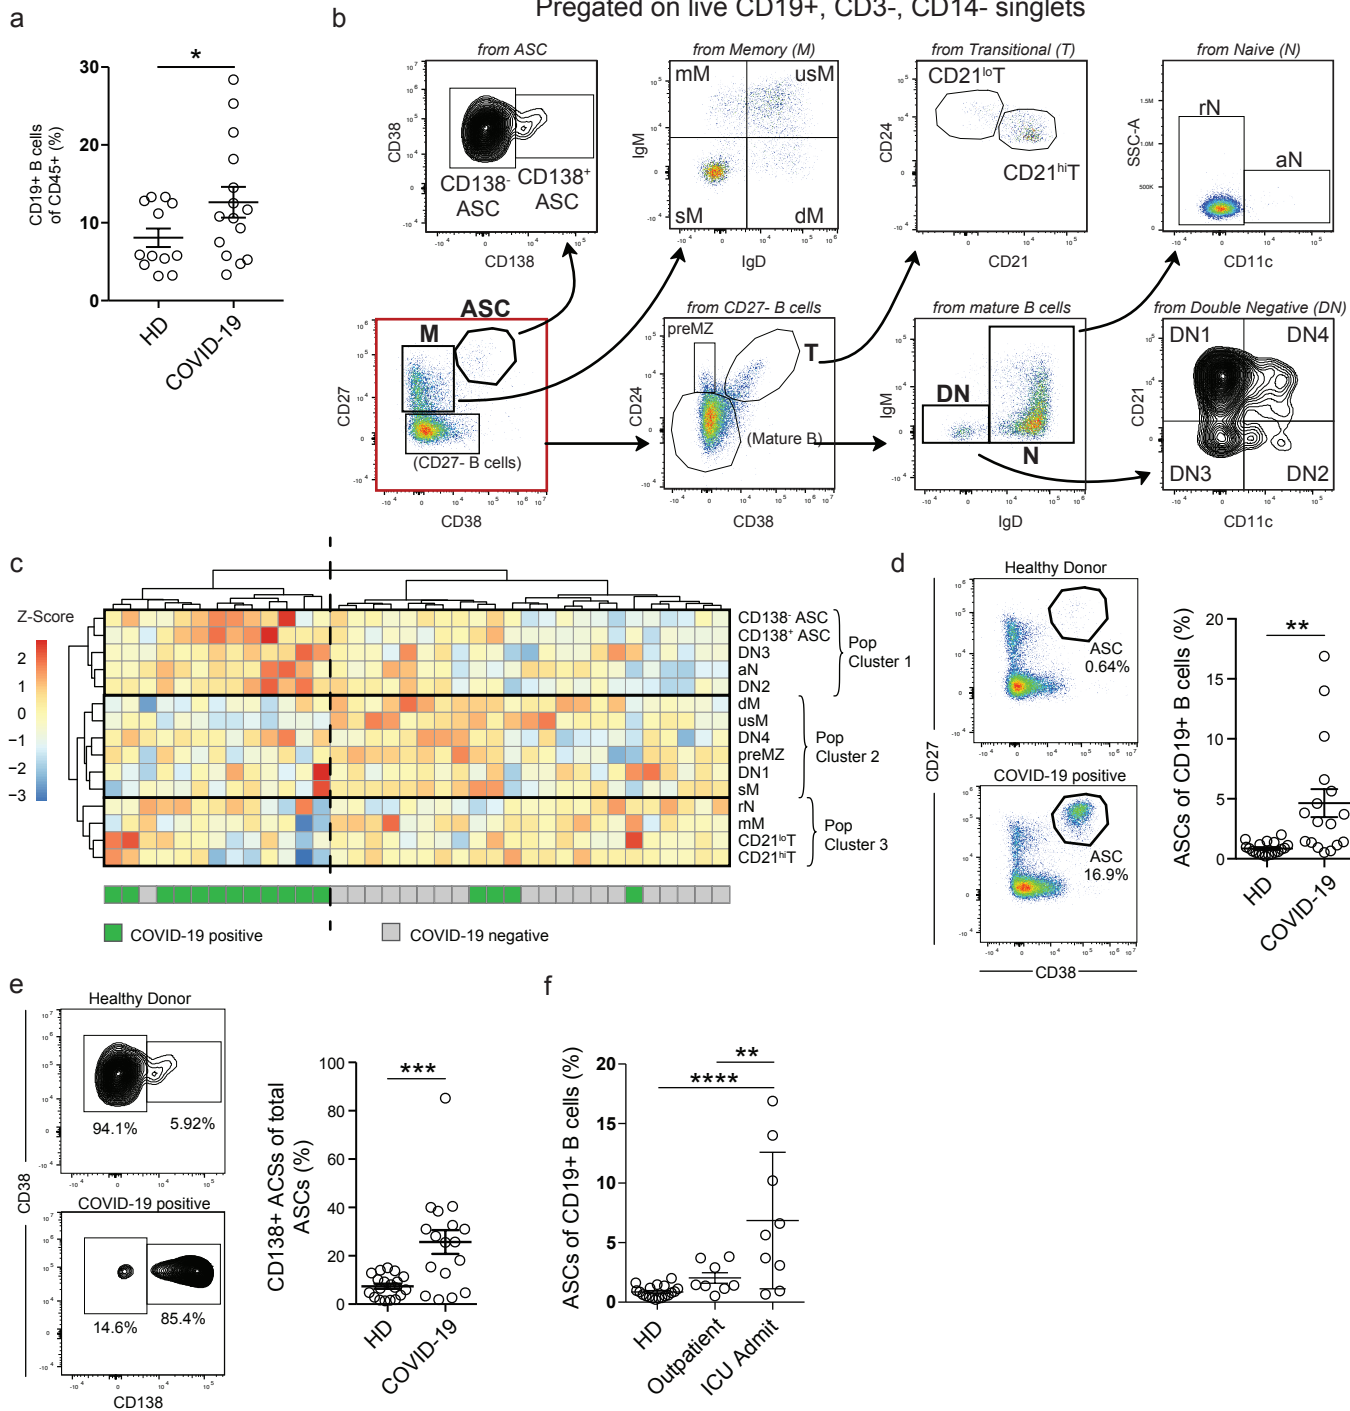 a
*
30
20
10
0
CD19+ B cells
of CD45+ (%)
HD
COVID-19
b
Pregated on live CD19+, CD3-, CD14- singlets
from ASC
CD38
CD138-
ASC
CD138+
ASC
CD138
from Memory (M)
mM
usM
sM
dM
IgM
IgD
from Transitional (T)
CD21loT
CD21hiT
CD24
CD21
from Naive (N)
rN
aN
SSC-A
1.5M
1.0M
500K
0
CD11c
ASC
M
(CD27- B cells)
CD27
CD38
from CD27- B cells
preMZ
T
(Mature B)
CD24
CD38
from mature B cells
DN
N
IgM
IgD
from Double Negative (DN)
DN1
DN4
DN3
DN2
CD21
CD11c
c
Z-Score
2
1
0
−1
−2
−3
CD138- ASC
CD138+ ASC
DN3
aN
DN2
Pop
Cluster 1
dM
usM
DN4
preMZ
DN1
sM
Pop
Cluster 2
rN
mM
CD21loT
CD21hiT
Pop
Cluster 3
COVID-19 positive
COVID-19 negative
d
Healthy Donor
ASC
0.64%
COVID-19 positive
ASC
16.9%
CD27
CD38
**
20
15
10
5
0
ASCs of CD19+ B cells (%)
HD
COVID-19
e
Healthy Donor
94.1%
5.92%
COVID-19 positive
14.6%
85.4%
CD38
CD138
***
100
80
60
40
20
0
CD138+ ACSs of total
ASCs (%)
HD
COVID-19
f
**
****
20
15
10
5
0
ASCs of CD19+ B cells (%)
HD
Outpatient
ICU Admit